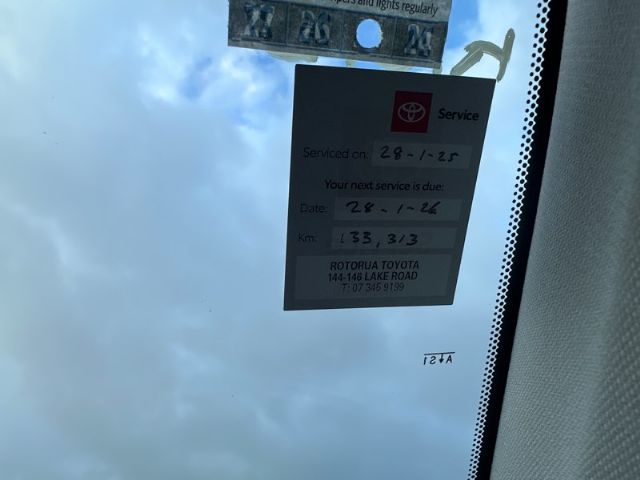 pers and lights regularly
26 24
Service
Serviced on: 28-1-25
Your next service is due:
Date: 28-1-26
Km: 133,313
ROTORUA TOYOTA
144-146 LAKE ROAD
T: 07 345 9199